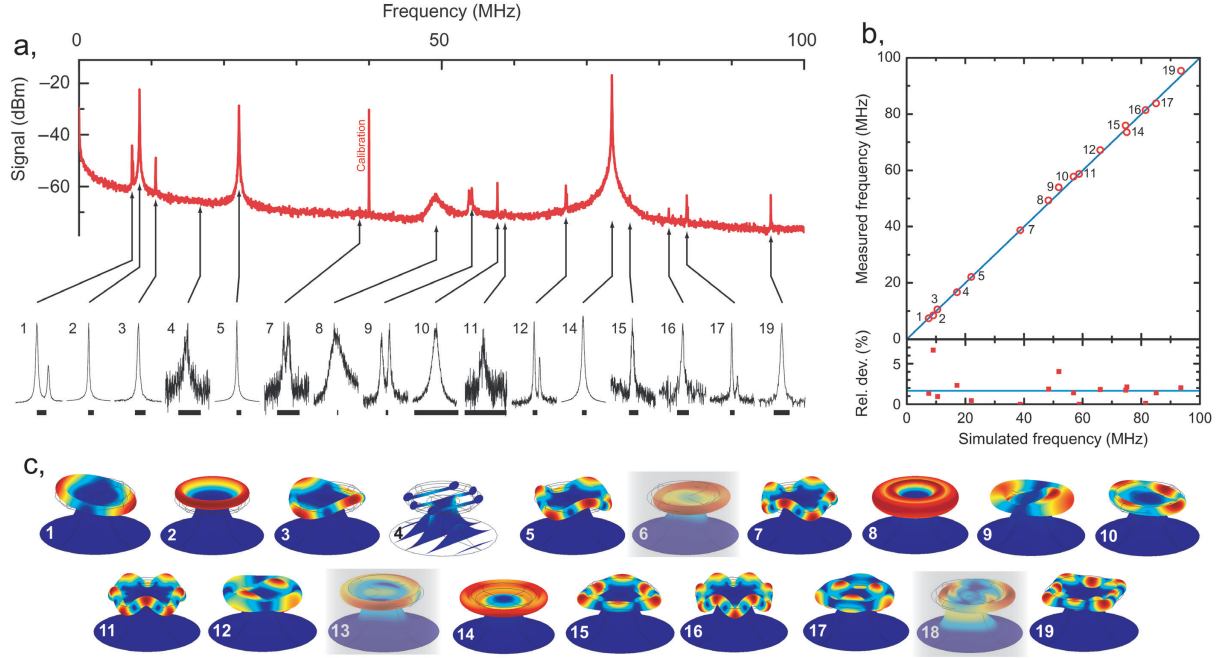 Frequency (MHz)
a,
0 50 100
Signal (dBm)
−20
−40
−60
Calibration
1 2 3 4 5 7 8 9 10 11 12 14 15 16 17 19
b,
Measured frequency (MHz)
100
80
60
40
20
0
1 2 3 4 5 7 8 9 10 11 12 14 15 16 17 19
Rel. dev. (%)
8
4
0
0 20 40 60 80 100
Simulated frequency (MHz)
c,
1 2 3 4 5 6 7 8 9 10
11 12 13 14 15 16 17 18 19